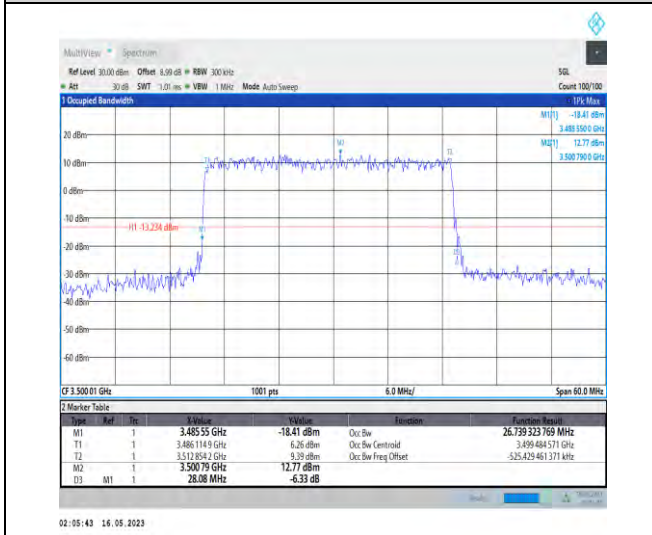 MultiView Spectrum
Ref Level 30.00 dBm Offset 8.99 dB RBW 300 kHz SGL
Att 30 dB SWT 1.01 ms VBW 1 MHz Mode Auto Sweep Count 100/100
1 Occupied Bandwidth 1Pk Max
M1[1] -18.41 dBm
3.485 550 0 GHz
M2[1] 12.77 dBm
3.500 790 0 GHz
20 dBm
10 dBm
0 dBm
-10 dBm
H1 -13.234 dBm
-20 dBm
-30 dBm
-40 dBm
-50 dBm
-60 dBm
M2
T2
M1
CF 3.500 01 GHz 1001 pts 6.0 MHz/ Span 60.0 MHz
2 Marker Table
Type Ref Trc X-Value Y-Value Function Function Result
M1 1 3.485 55 GHz -18.41 dBm Occ Bw 26.739 323 769 MHz
T1 1 3.486 114 9 GHz 6.26 dBm Occ Bw Centroid 3.499 484 571 GHz
T2 1 3.512 854 2 GHz 9.39 dBm Occ Bw Freq Offset -525.429 461 371 kHz
M2 1 3.500 79 GHz 12.77 dBm
D3 M1 1 28.08 MHz -6.33 dB
02:05:43 16.05.2023